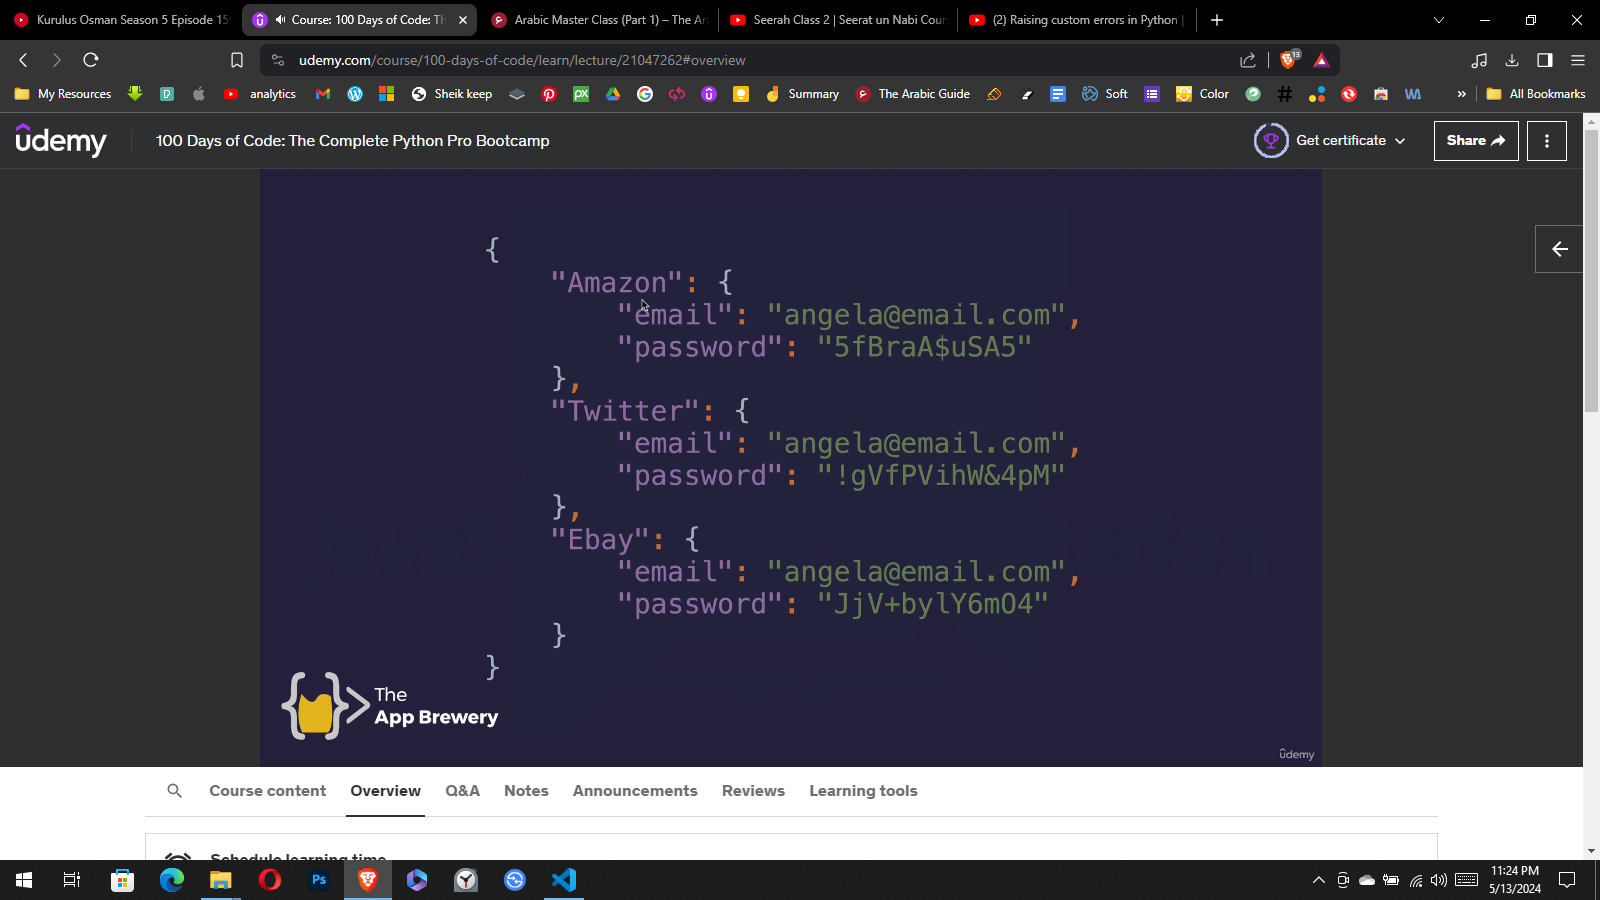 Kurulus Osman Season 5 Episode 15
Course: 100 Days of Code: Th
Arabic Master Class (Part 1) – The Ar
Seerah Class 2 | Seerat un Nabi Cour
(2) Raising custom errors in Python |
udemy.com/course/100-days-of-code/learn/lecture/21047262#overview
13
My Resources
analytics
Sheik keep
Summary
The Arabic Guide
Soft
Color
All Bookmarks
ûdemy
100 Days of Code: The Complete Python Pro Bootcamp
Get certificate
Share
{
"Amazon": {
"email": "angela@email.com",
"password": "5fBraA$uSA5"
},
"Twitter": {
"email": "angela@email.com",
"password": "!gVfPVihW&4pM"
},
"Ebay": {
"email": "angela@email.com",
"password": "JjV+bylY6mO4"
}
}
The
App Brewery
ûdemy
Course content
Overview
Q&A
Notes
Announcements
Reviews
Learning tools
Schedule learning time
Ps
11:24 PM
5/13/2024